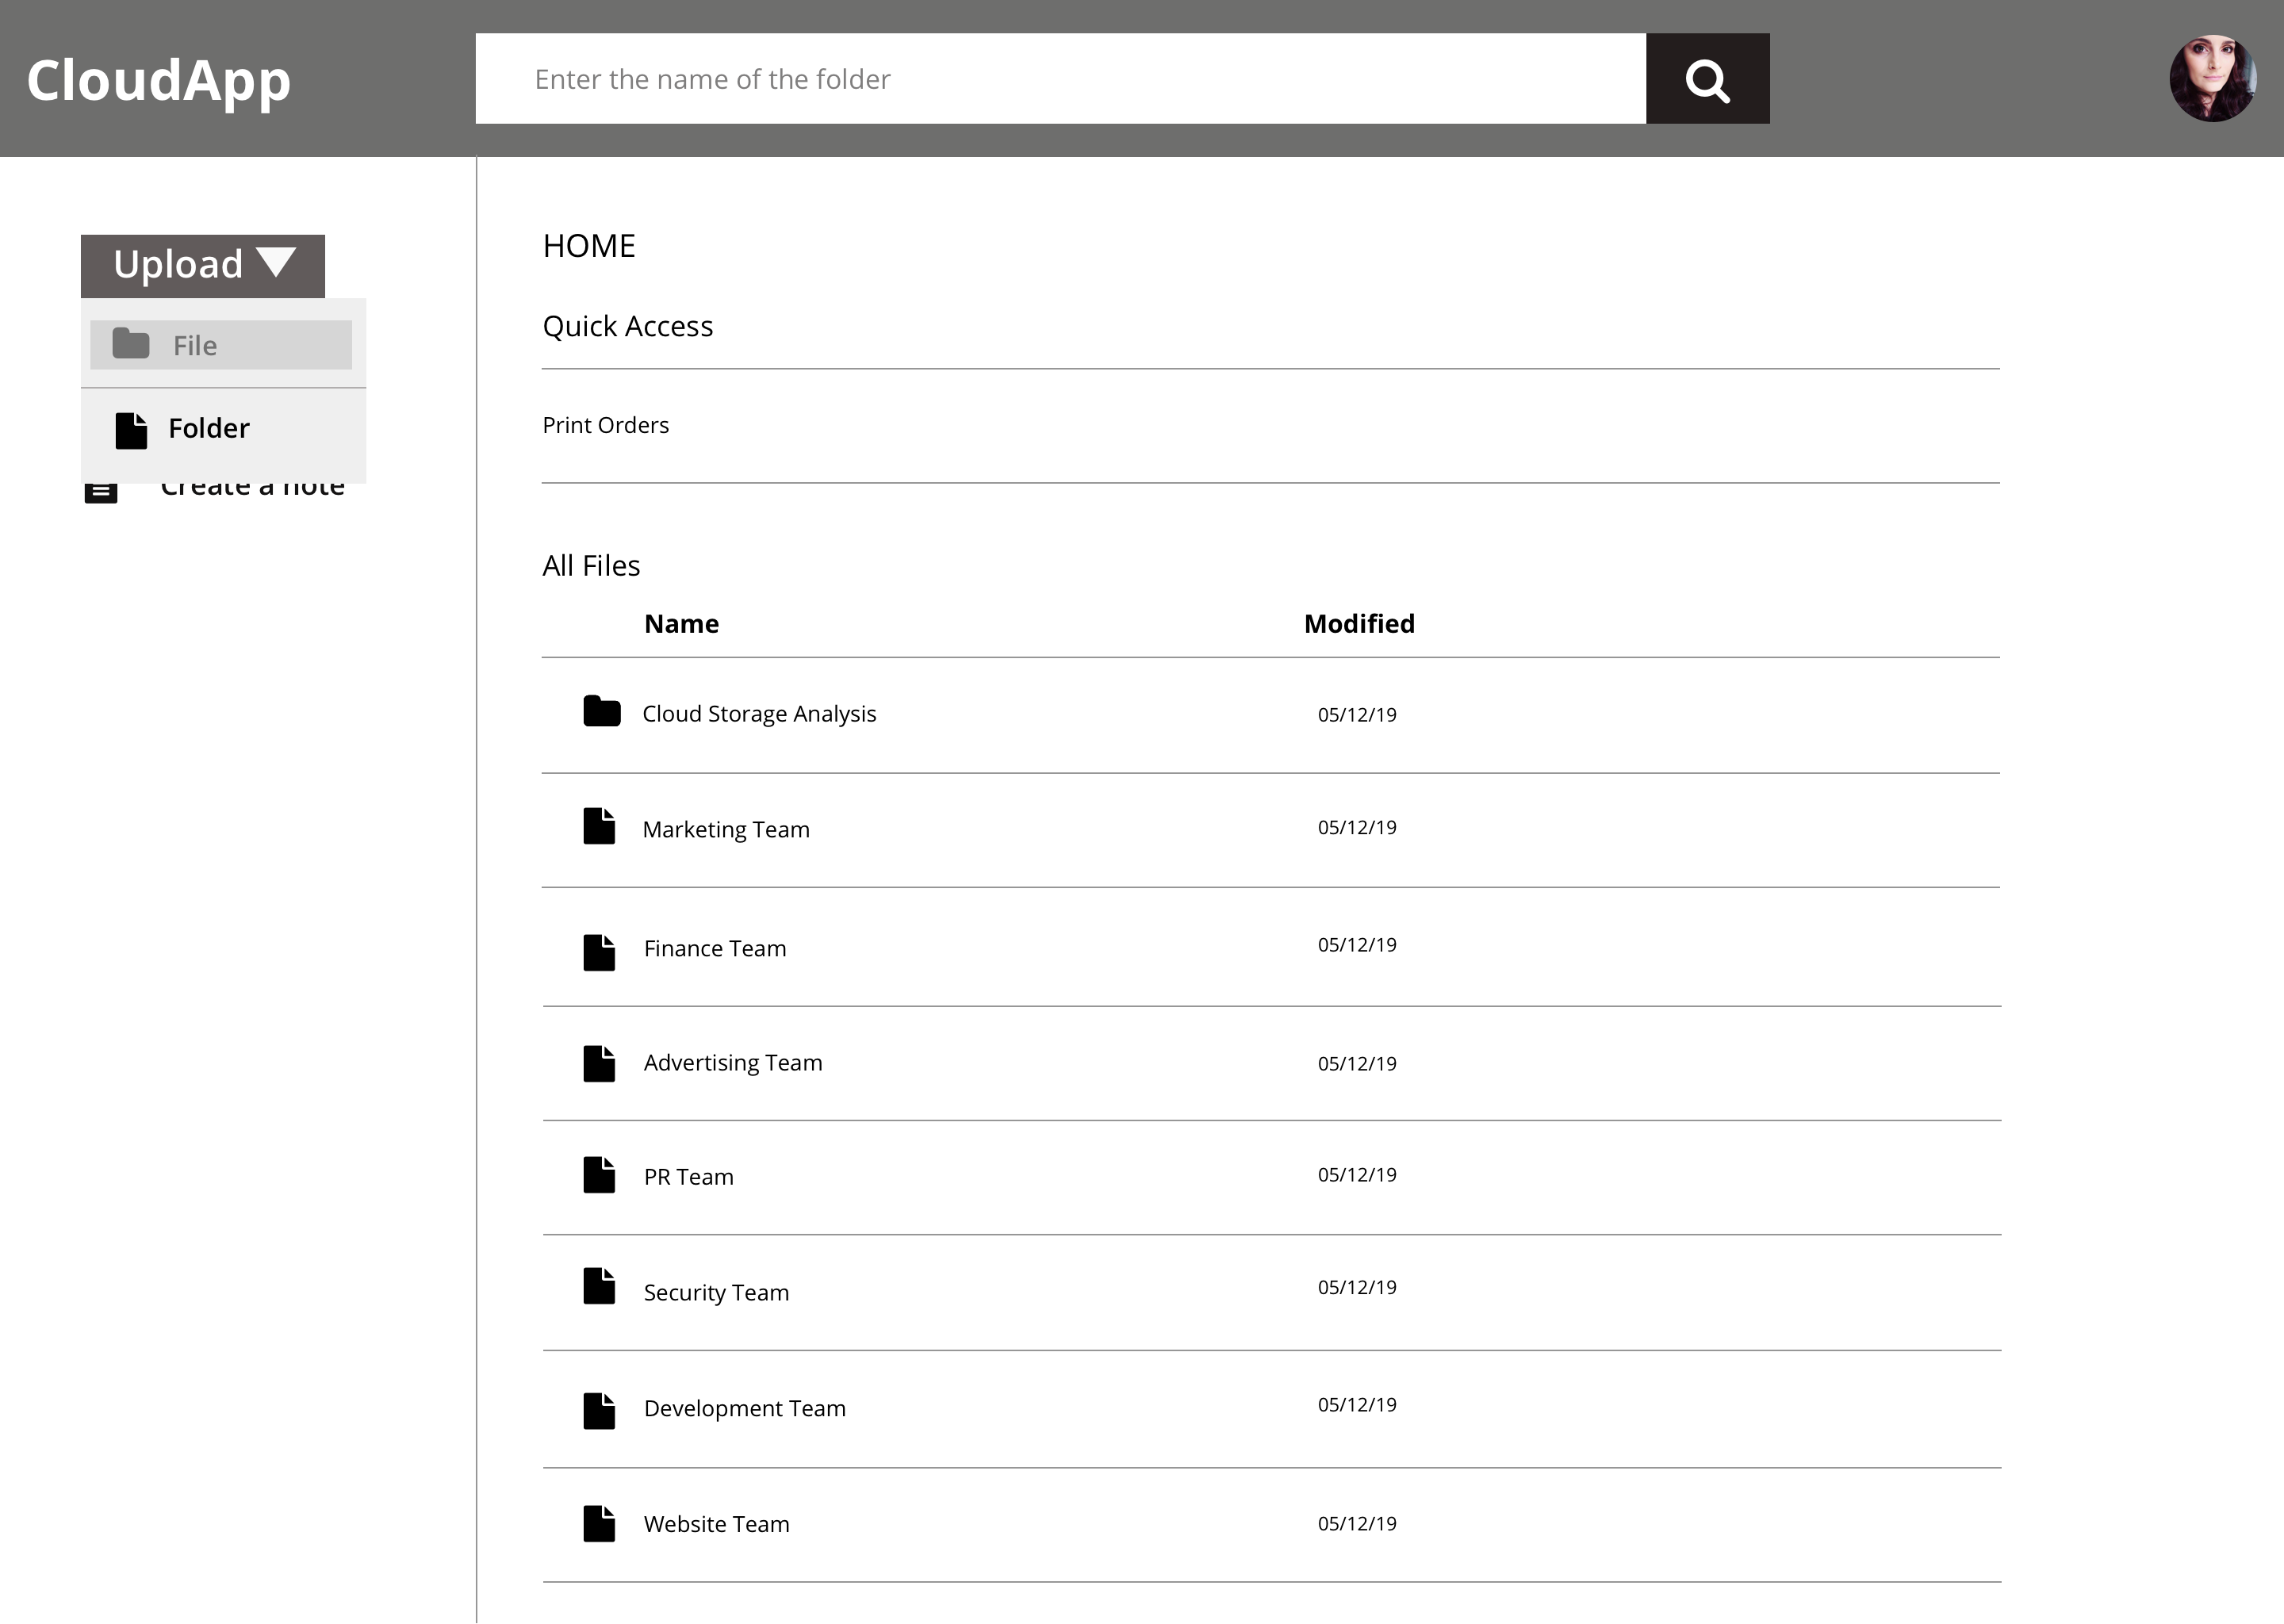 CloudApp
Enter the name of the folder
Upload
File
Folder
Create a note
HOME
Quick Access
Print Orders
All Files
Name Modified
Cloud Storage Analysis 05/12/19
Marketing Team 05/12/19
Finance Team 05/12/19
Advertising Team 05/12/19
PR Team 05/12/19
Security Team 05/12/19
Development Team 05/12/19
Website Team 05/12/19